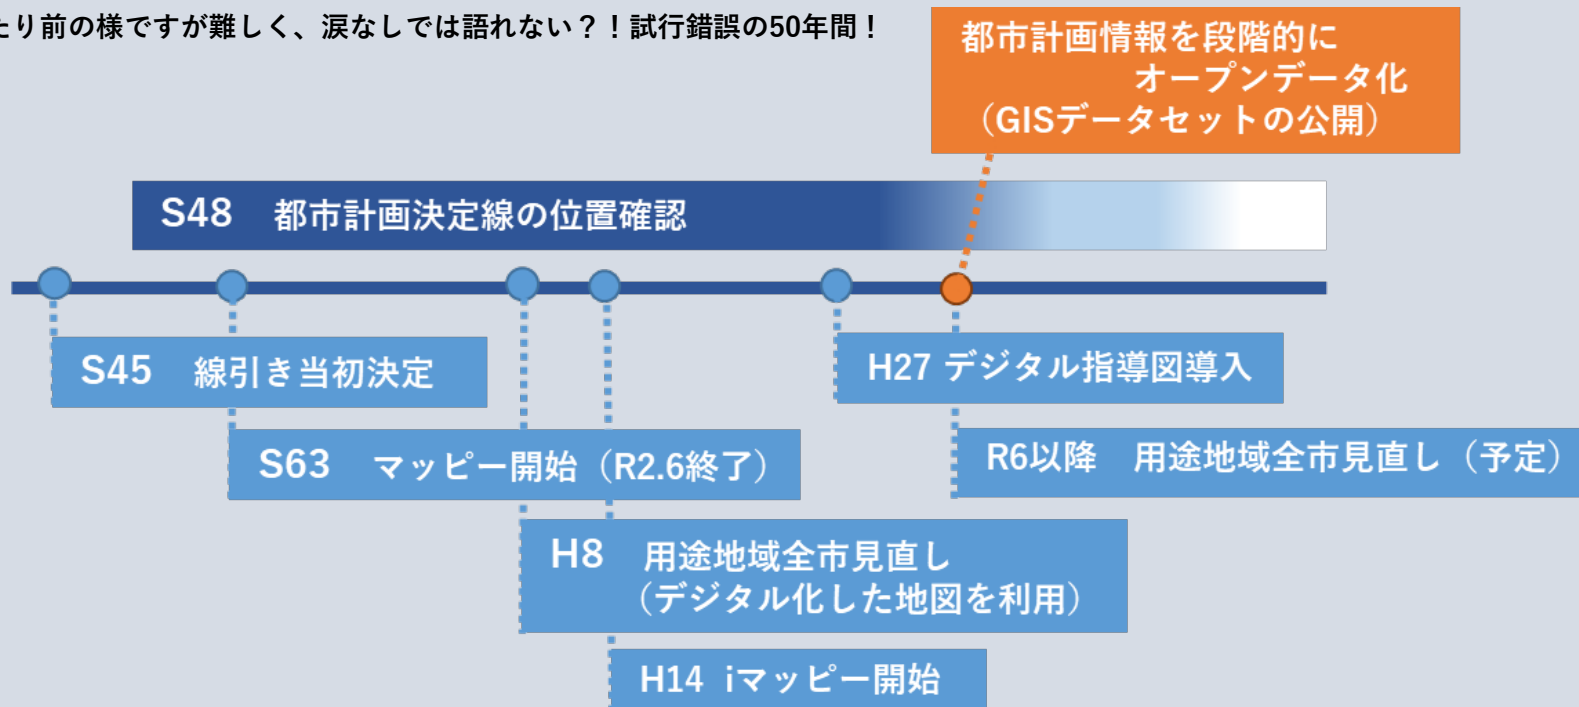 たり前の様ですが難しく、涙なしでは語れない？！試行錯誤の50年間！
都市計画情報を段階的に
オープンデータ化
（GISデータセットの公開）
S48 都市計画決定線の位置確認
S45 線引き当初決定
H27 デジタル指導図導入
S63 マッピー開始（R2.6終了）
R6以降 用途地域全市見直し（予定）
H8 用途地域全市見直し
（デジタル化した地図を利用）
H14 iマッピー開始